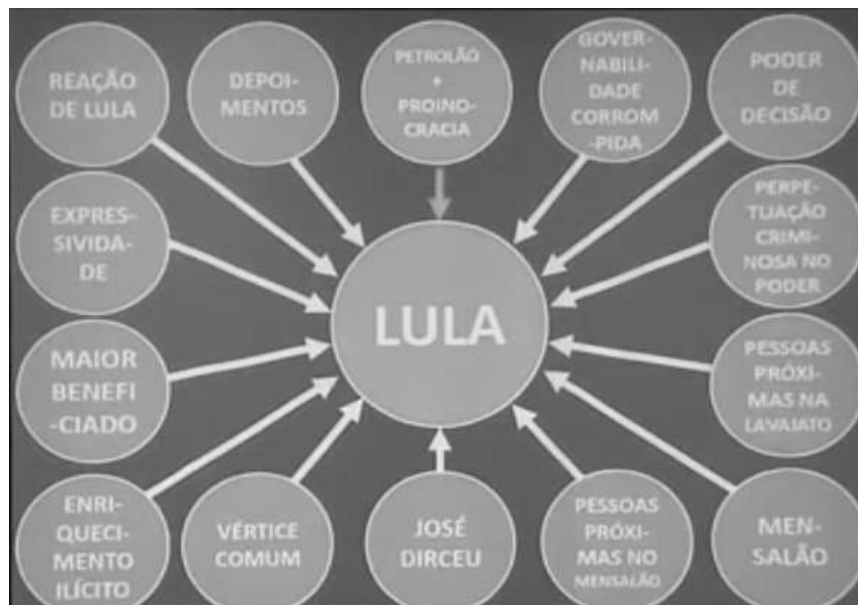 REAÇÃO
DE LULA
DEPOI-
MENTOS
PETROLÃO
+
PROINO-
CRACIA
GOVER-
NABILI-
DADE
CORROM-
-PIDA
PODER
DE
DECISÃO
EXPRES-
SIVIDA-
DE
LULA
PERPE-
TUAÇÃO
CRIMI-
NOSA NO
PODER
MAIOR
BENEFI
-CIADO
PESSOAS
PRÓXI-
MAS NA
LAVAJATO
ENRI-
QUECI-
MENTO
ILÍCITO
VÉRTICE
COMUM
JOSÉ
DIRCEU
PESSOAS
PRÓXI-
MAS NO
MENSALÃO
MEN-
SALÃO